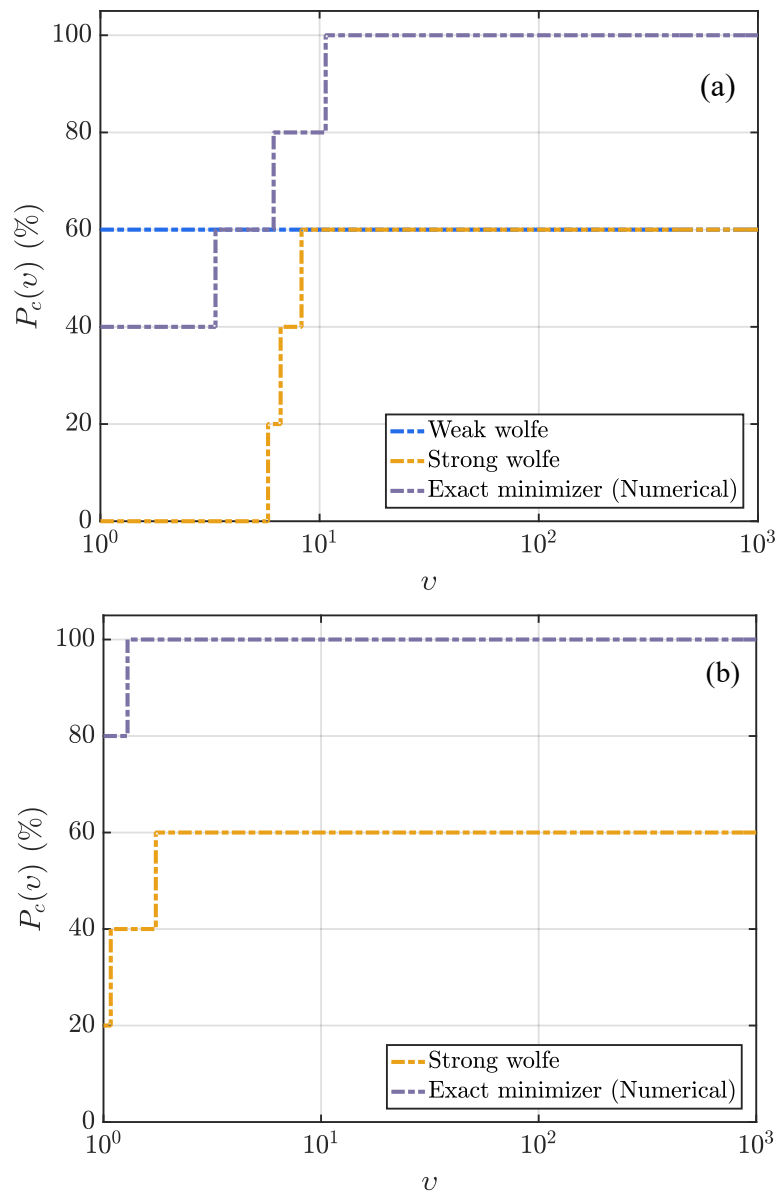 100
80
60
40
20
0
P_c(υ) (%)
(a)
Weak wolfe
Strong wolfe
Exact minimizer (Numerical)
10^0
10^1
10^2
10^3
υ
100
80
60
40
20
0
P_c(υ) (%)
(b)
Strong wolfe
Exact minimizer (Numerical)
10^0
10^1
10^2
10^3
υ